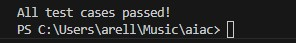 All test cases passed!
PS C:\Users\arell\Music\aiac>